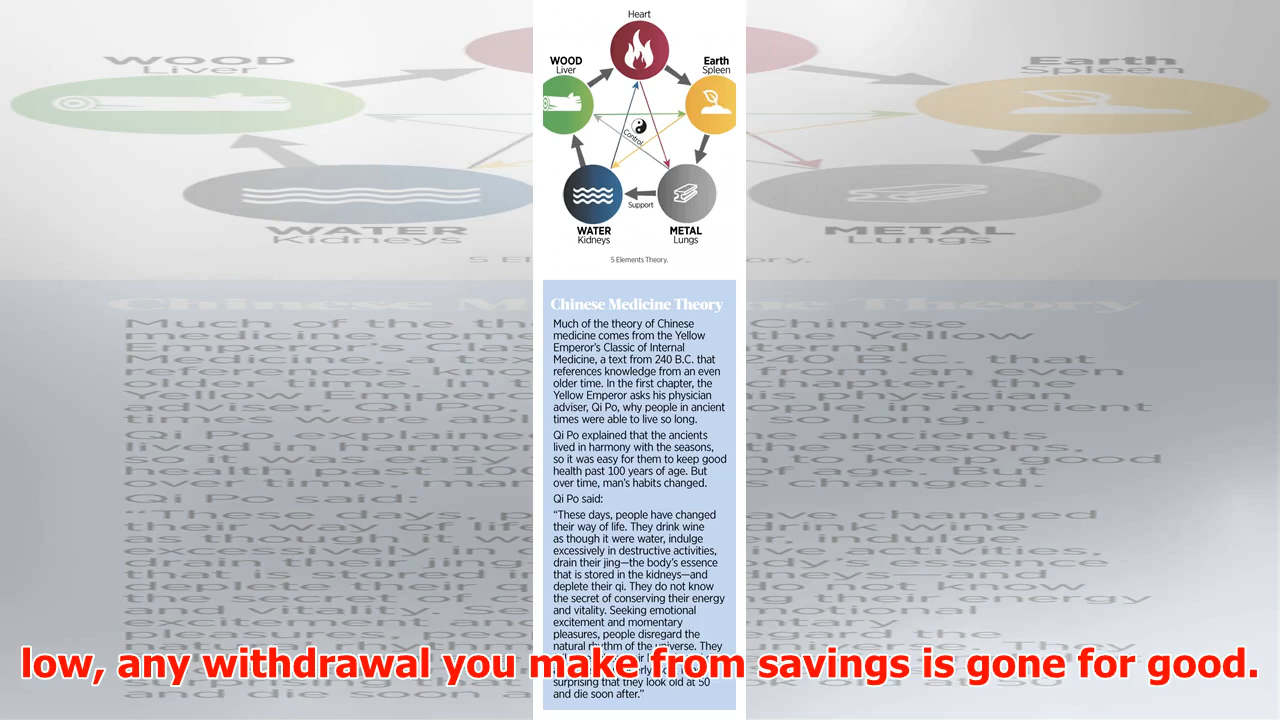 Heart
WOOD
Liver
Earth
Spleen
Control
Support
WATER
Kidneys
METAL
Lungs
5 Elements Theory.
Chinese Medicine Theory
Much of the theory of Chinese
medicine comes from the Yellow
Emperor's Classic of Internal
Medicine, a text from 240 B.C. that
references knowledge from an even
older time. In the first chapter, the
Yellow Emperor asks his physician
adviser, Qi Po, why people in ancient
times were able to live so long.
Qi Po explained that the ancients
lived in harmony with the seasons,
so it was easy for them to keep good
health past 100 years of age. But
over time, man's habits changed.
Qi Po said:
“These days, people have changed
their way of life. They drink wine
as though it were water, indulge
excessively in destructive activities,
drain their jing—the body's essence
that is stored in the kidneys—and
deplete their qi. They do not know
the secret of conserving their energy
and vitality. Seeking emotional
excitement and momentary
pleasures, people disregard the
natural rhythm of the universe. They
surprising that they look old at 50
and die soon after.”
low, any withdrawal you make from savings is gone for good.